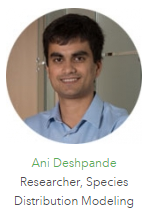 Ani Deshpande
Researcher, Species
Distribution Modeling